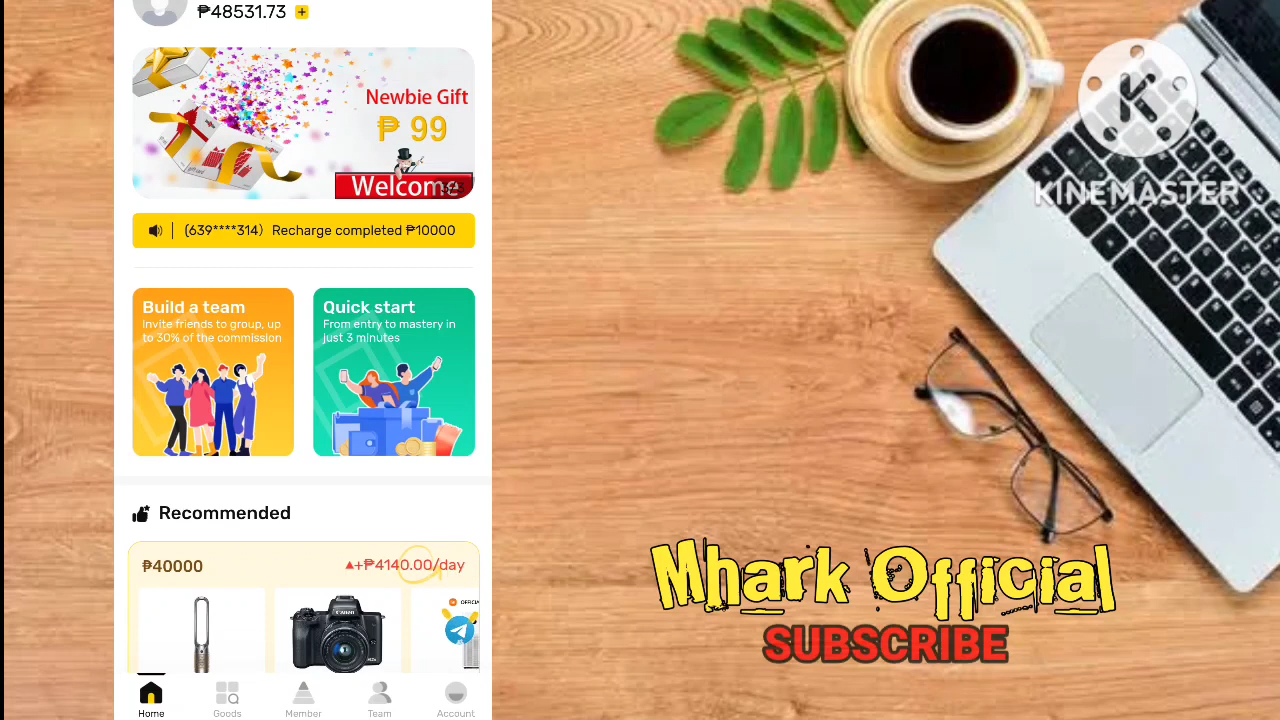 ₱48531.73
Newbie Gift
₱ 99
Welcome
(639****314) Recharge completed ₱10000
Build a team
Invite friends to group, up
to 30% of the commission
Quick start
From entry to mastery in
just 3 minutes
Recommended
₱40000
+₱4140.00/day
Canon
Home
Goods
Member
Team
Account
K
KINEMASTER
Mhark Official
SUBSCRIBE